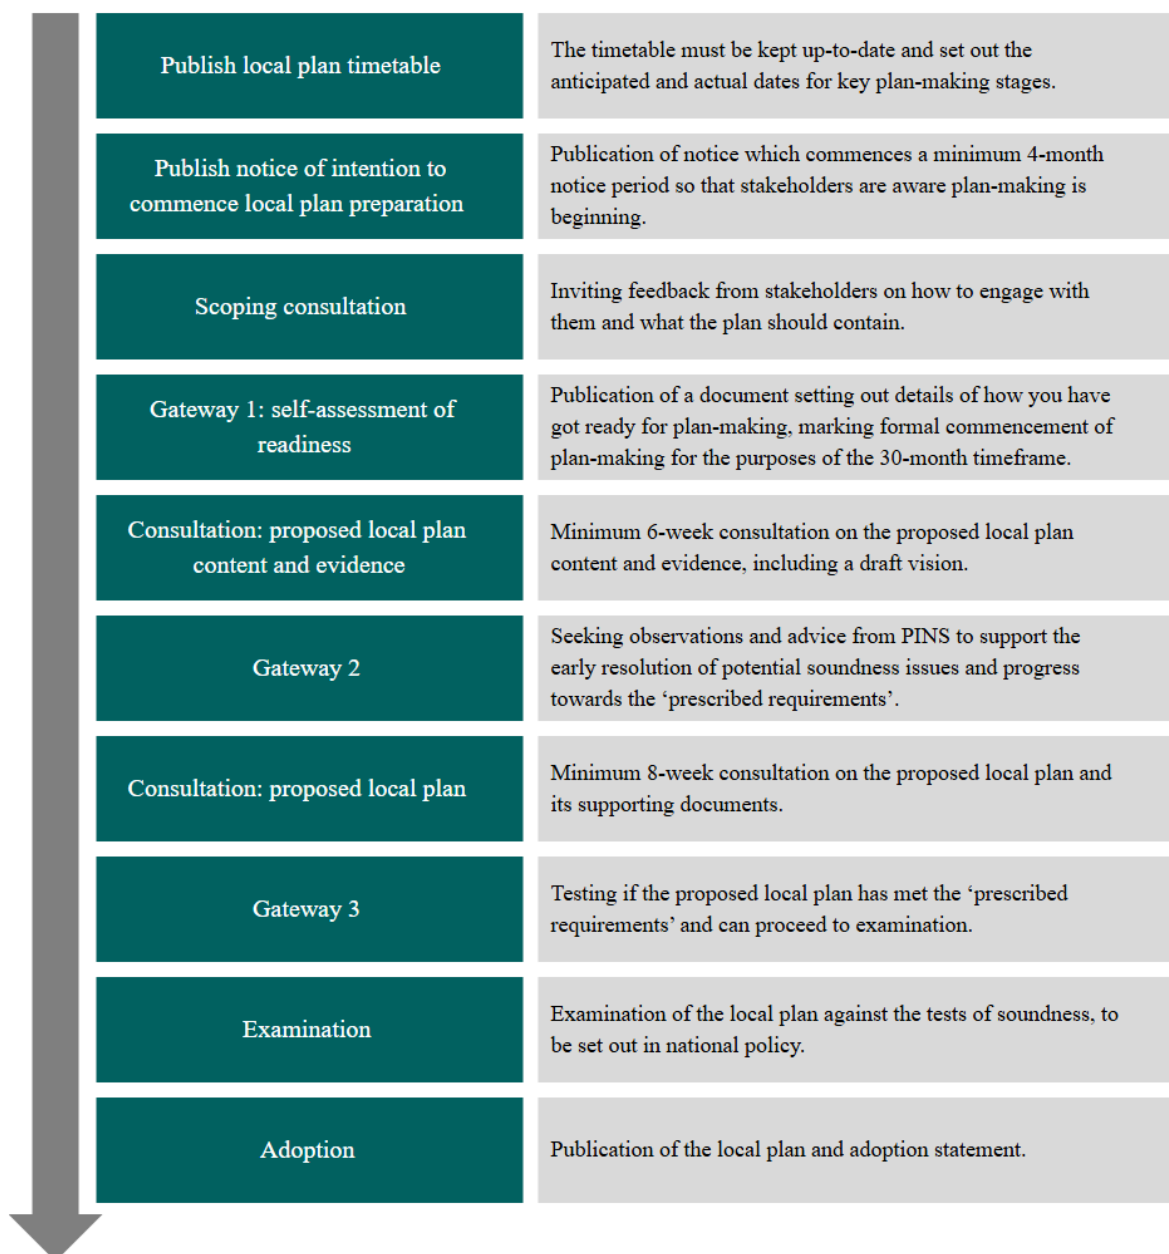 Publish local plan timetable
The timetable must be kept up-to-date and set out the
anticipated and actual dates for key plan-making stages.
Publish notice of intention to
commence local plan preparation
Publication of notice which commences a minimum 4-month
notice period so that stakeholders are aware plan-making is
beginning.
Scoping consultation
Inviting feedback from stakeholders on how to engage with
them and what the plan should contain.
Gateway 1: self-assessment of
readiness
Publication of a document setting out details of how you have
got ready for plan-making, marking formal commencement of
plan-making for the purposes of the 30-month timeframe.
Consultation: proposed local plan
content and evidence
Minimum 6-week consultation on the proposed local plan
content and evidence, including a draft vision.
Gateway 2
Seeking observations and advice from PINS to support the
early resolution of potential soundness issues and progress
towards the ‘prescribed requirements’.
Consultation: proposed local plan
Minimum 8-week consultation on the proposed local plan and
its supporting documents.
Gateway 3
Testing if the proposed local plan has met the ‘prescribed
requirements’ and can proceed to examination.
Examination
Examination of the local plan against the tests of soundness, to
be set out in national policy.
Adoption
Publication of the local plan and adoption statement.